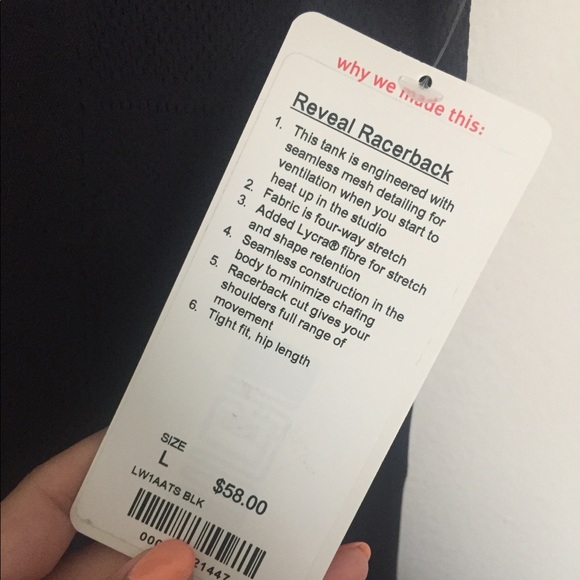 why we made this:
Reveal Racerback
1. This tank is engineered with
seamless mesh detailing for
ventilation when you start to
heat up in the studio
2. Fabric is four-way stretch
3. Added Lycra® fibre for stretch
and shape retention
4. Seamless construction in the
body to minimize chafing
5. Racerback cut gives your
shoulders full range of
movement
6. Tight fit, hip length
SIZE
L
$58.00
LW1AATS BLK